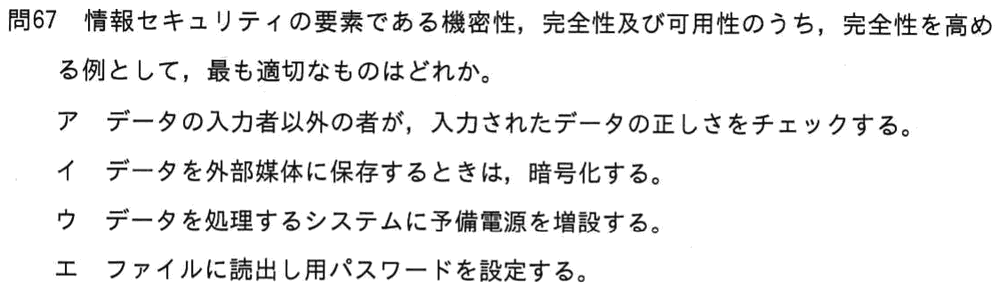 問67　情報セキュリティの要素である機密性，完全性及び可用性のうち，完全性を高め
る例として，最も適切なものはどれか。
ア　データの入力者以外の者が，入力されたデータの正しさをチェックする。
イ　データを外部媒体に保存するときは，暗号化する。
ウ　データを処理するシステムに予備電源を増設する。
エ　ファイルに読出し用パスワードを設定する。